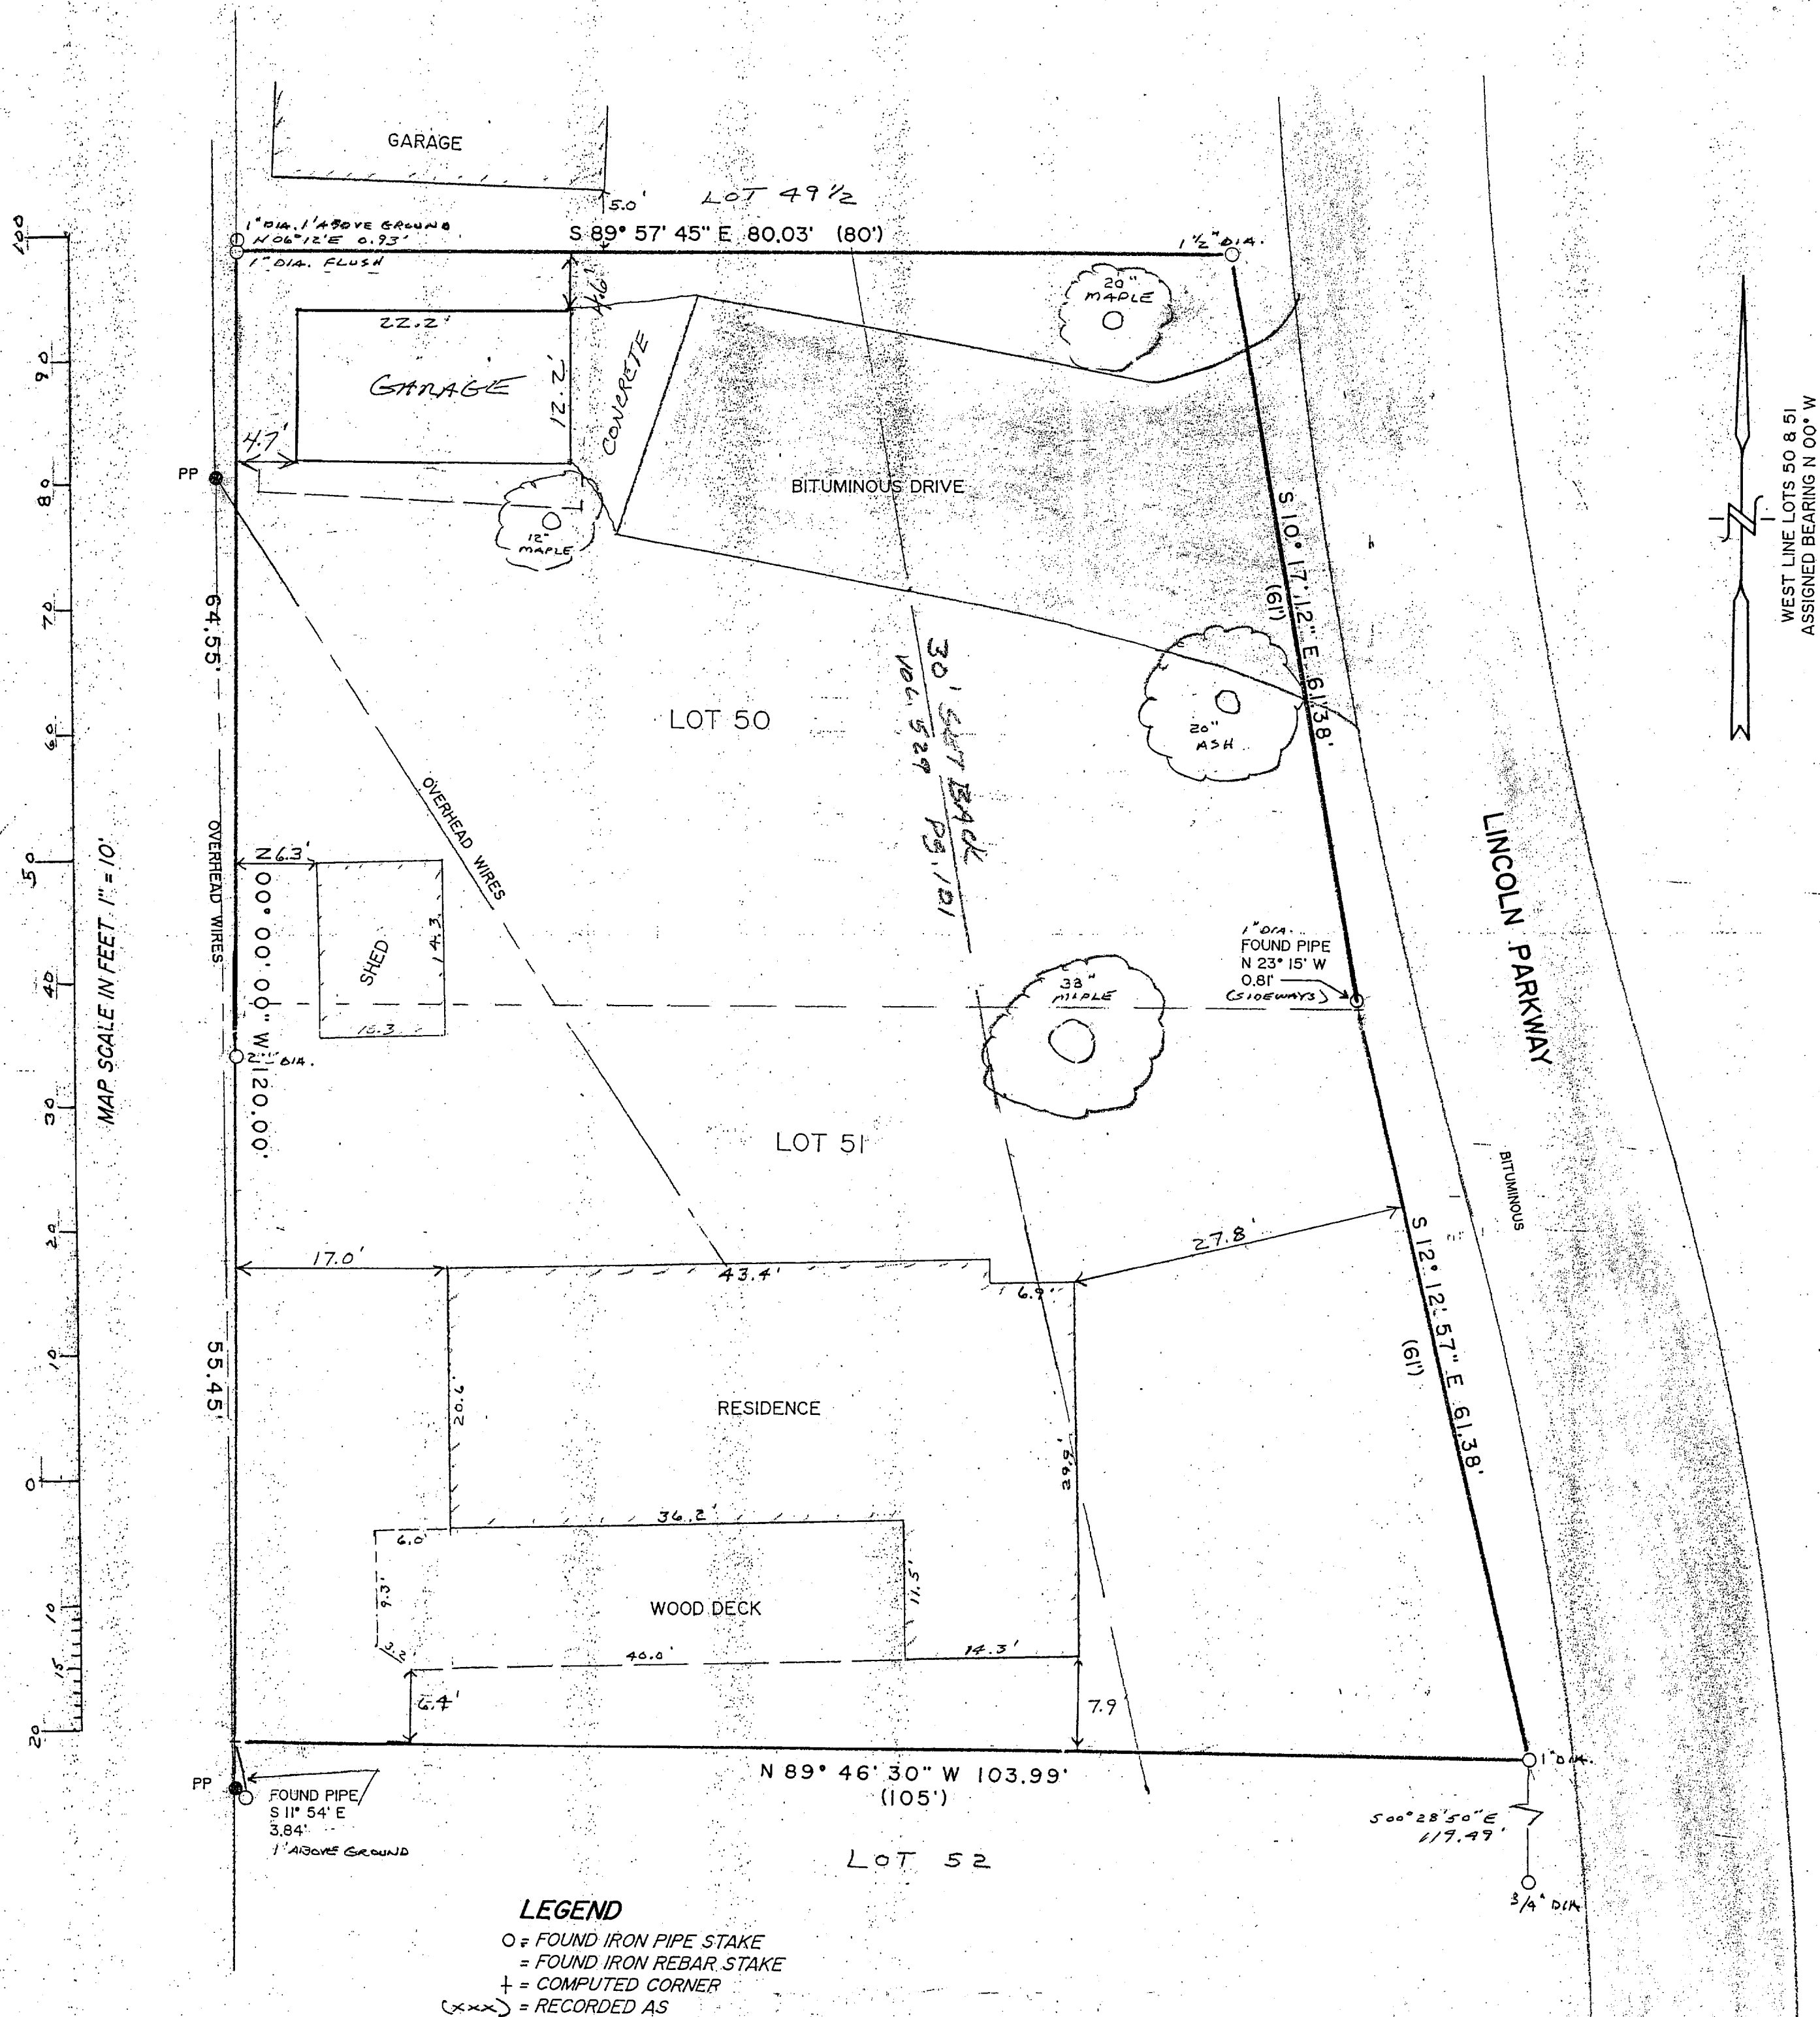 GARAGE
LOT 49 1/2
5.0'
1" DIA. 1' ABOVE GROUND
N 06° 12' E 0.93'
1" DIA. FLUSH
S 89° 57' 45" E 80.03' (80')
1 1/2" DIA.
20"
MAPLE
4.6'
22.2'
GARAGE
12.2'
CONCRETE
4.7'
PP
BITUMINOUS DRIVE
12"
MAPLE
S 10° 17' 12" E 61.38'
(61')
WEST LINE LOTS 50 & 51
ASSIGNED BEARING N 00° W
N
64.55'
LOT 50
30' SET BACK
VOL. 529 PG. 101
20"
ASH
OVERHEAD WIRES
OVERHEAD WIRES
6.3'
N 00° 00' 00" W 120.00'
SHED
14.3
LINCOLN PARKWAY
1" DIA.
FOUND PIPE
N 23° 15' W
0.81'
(SIDEWAYS)
33"
MAPLE
2" DIA.
MAP SCALE IN FEET 1" = 10'
100
90
80
70
60
50
40
30
20
10
0
10
15
20
LOT 51
BITUMINOUS
17.0'
43.4'
6.9'
27.8'
S 12° 12' 57" E 61.38'
(61')
55.45'
20.6'
RESIDENCE
29.9'
36.2'
6.0'
9.3'
WOOD DECK
11.5'
3.2
40.0'
14.3'
6.4'
7.9
N 89° 46' 30" W 103.99'
(105')
1" DIA.
PP
FOUND PIPE
S 11° 54' E
3.84'
1' ABOVE GROUND
S 00° 28' 50" E
119.49'
3/4" DIA
LOT 52
LEGEND
O = FOUND IRON PIPE STAKE
= FOUND IRON REBAR STAKE
+ = COMPUTED CORNER
(xxx) = RECORDED AS